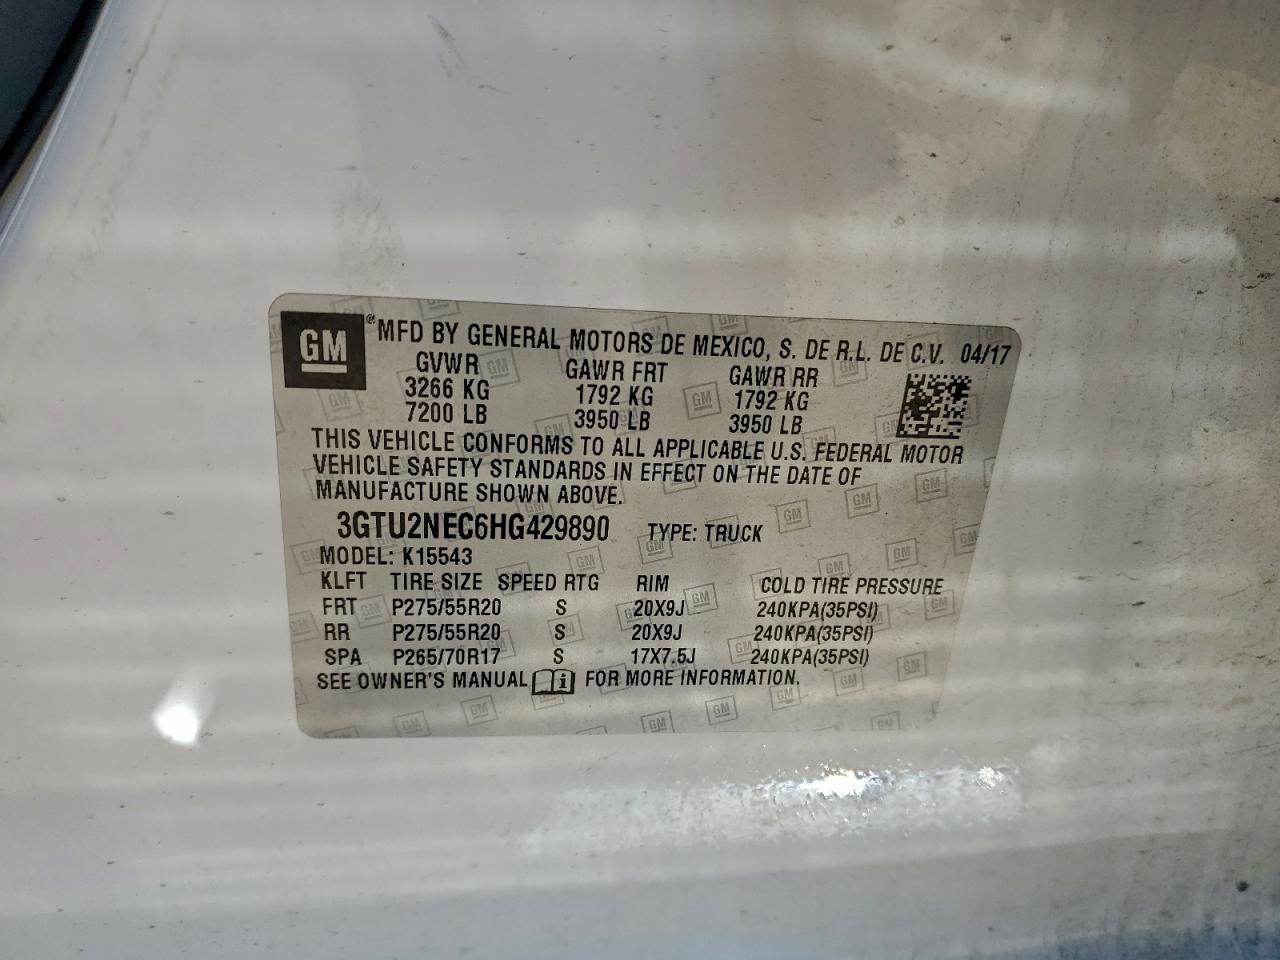 GM ® MFD BY GENERAL MOTORS DE MEXICO, S. DE R.L. DE C.V. 04/17
GVWR GAWR FRT GAWR RR
3266 KG 1792 KG 1792 KG
7200 LB 3950 LB 3950 LB
THIS VEHICLE CONFORMS TO ALL APPLICABLE U.S. FEDERAL MOTOR
VEHICLE SAFETY STANDARDS IN EFFECT ON THE DATE OF
MANUFACTURE SHOWN ABOVE.
3GTU2NEC6HG429890 TYPE: TRUCK
MODEL: K15543
KLFT TIRE SIZE SPEED RTG RIM COLD TIRE PRESSURE
FRT P275/55R20 S 20X9J 240KPA(35PSI)
RR P275/55R20 S 20X9J 240KPA(35PSI)
SPA P265/70R17 S 17X7.5J 240KPA(35PSI)
SEE OWNER'S MANUAL i FOR MORE INFORMATION.